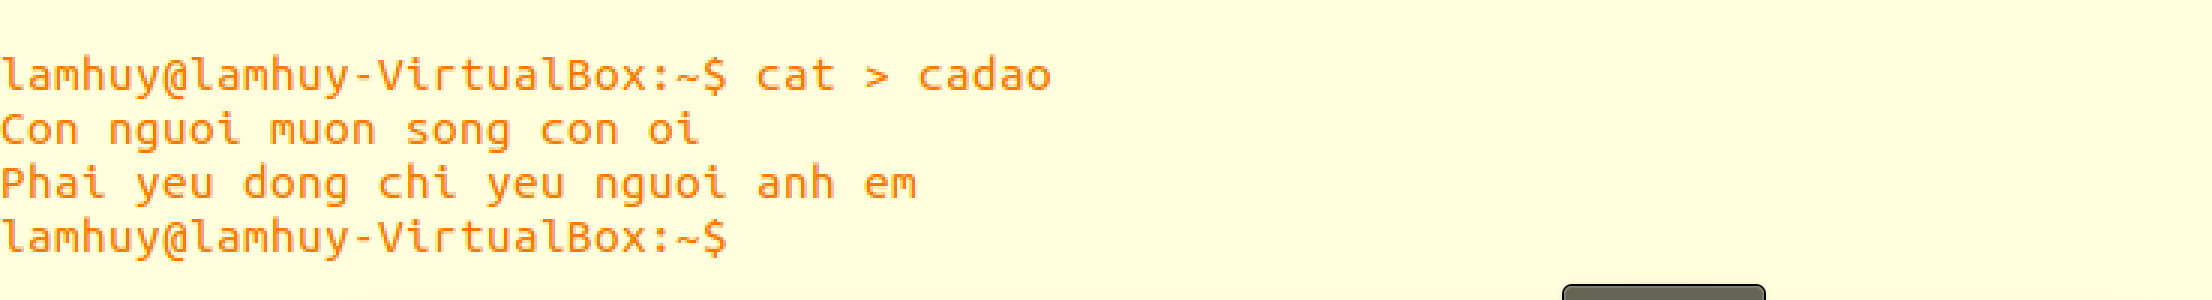 lamhuy@lamhuy-VirtualBox:~$ cat > cadao
Con nguoi muon song con oi
Phai yeu dong chi yeu nguoi anh em
lamhuy@lamhuy-VirtualBox:~$